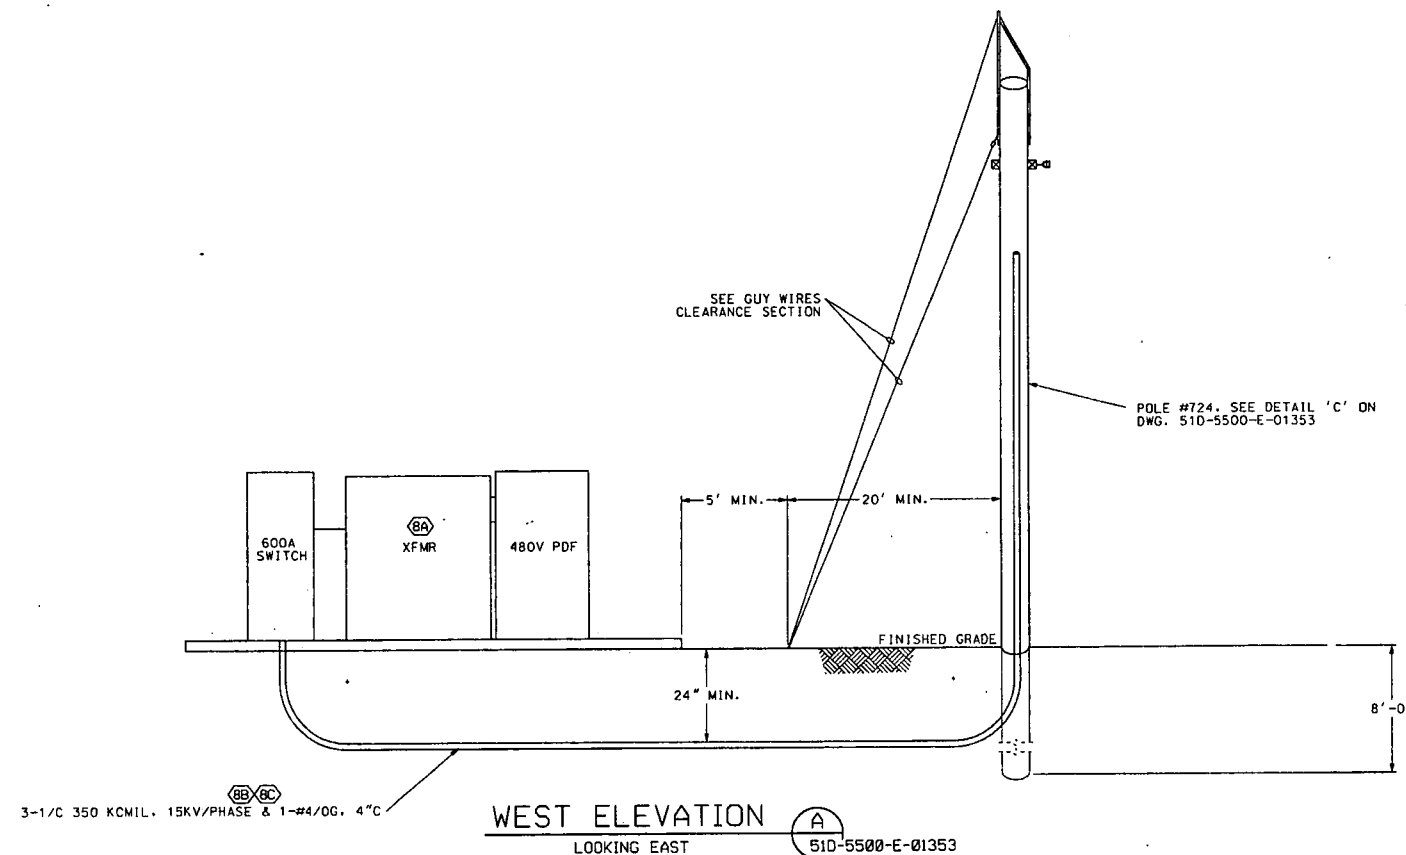 SEE GUY WIRES
CLEARANCE SECTION
POLE #724. SEE DETAIL 'C' ON
DWG. 51D-5500-E-01353
5' MIN.
20' MIN.
600A
SWITCH
8A
XFMR
480V PDF
FINISHED GRADE
24" MIN.
8'-0
8B 8C
3-1/C 350 KCMIL. 15KV/PHASE & 1-#4/0G. 4"C
WEST ELEVATION
LOOKING EAST
A
51D-5500-E-01353